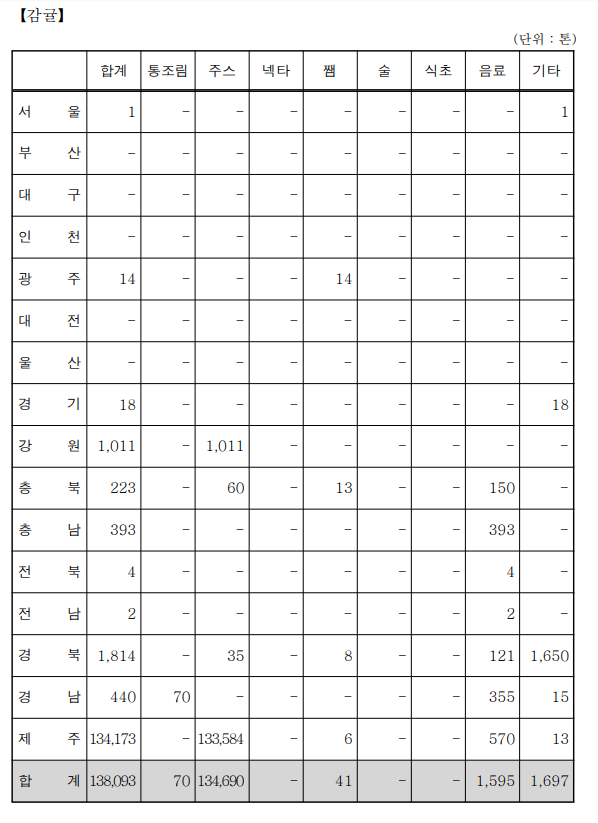 【감귤】
(단위 : 톤)
합계 통조림 주스 넥타 쨈 술 식초 음료 기타
서 울 1 - - - - - - - 1
부 산 - - - - - - - - -
대 구 - - - - - - - - -
인 천 - - - - - - - - -
광 주 14 - - - 14 - - - -
대 전 - - - - - - - - -
울 산 - - - - - - - - -
경 기 18 - - - - - - - 18
강 원 1,011 - 1,011 - - - - - -
충 북 223 - 60 - 13 - - 150 -
충 남 393 - - - - - - 393 -
전 북 4 - - - - - - 4 -
전 남 2 - - - - - - 2 -
경 북 1,814 - 35 - 8 - - 121 1,650
경 남 440 70 - - - - - 355 15
제 주 134,173 - 133,584 - 6 - - 570 13
합 계 138,093 70 134,690 - 41 - - 1,595 1,697